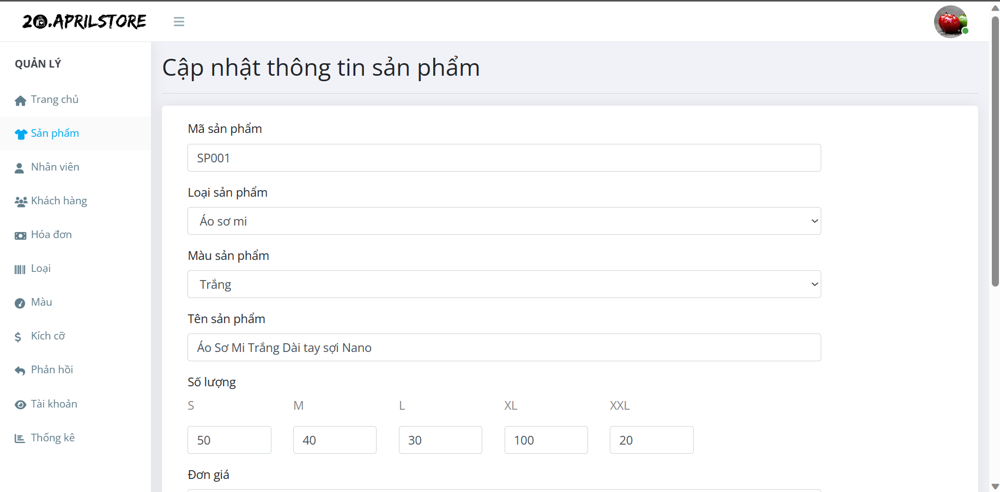 20.APRILSTORE
QUẢN LÝ
Trang chủ
Sản phẩm
Nhân viên
Khách hàng
Hóa đơn
Loại
Màu
Kích cỡ
Phản hồi
Tài khoản
Thống kê
Cập nhật thông tin sản phẩm
Mã sản phẩm
SP001
Loại sản phẩm
Áo sơ mi
Màu sản phẩm
Trắng
Tên sản phẩm
Áo Sơ Mi Trắng Dài tay sợi Nano
Số lượng
S M L XL XXL
50 40 30 100 20
Đơn giá